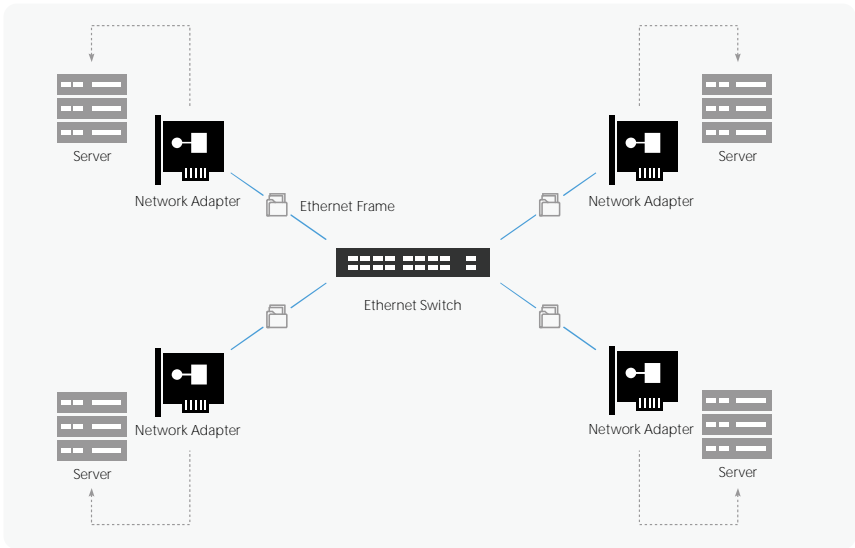 Server
Server
Network Adapter
Network Adapter
Ethernet Frame
Ethernet Switch
Network Adapter
Network Adapter
Server
Server